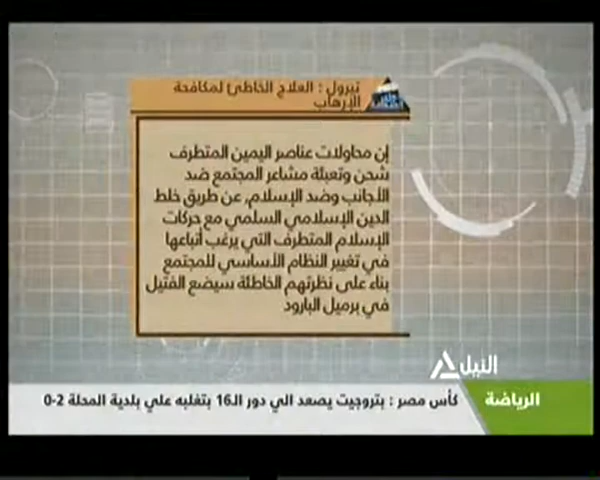 تيرول : العلاج الخاطئ لمكافحة
الإرهاب
إن محاولات عناصر اليمين المتطرف
شحن وتعبئة مشاعر المجتمع ضد
الأجانب وضد الإسلام، عن طريق خلط
الدين الإسلامي السلمي مع حركات
الإسلام المتطرف التي يرغب أتباعها
في تغيير النظام الأساسي للمجتمع
بناء على نظرتهم الخاطئة سيضع الفتيل
في برميل البارود
النيل
الرياضة
كأس مصر : بتروجيت يصعد الي دور الـ16 بتغلبه علي بلدية المحلة 2-0